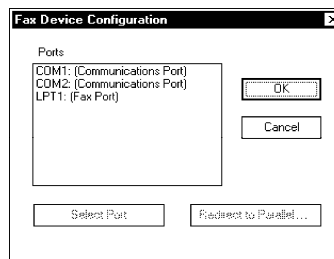 Fax Device Configuration
Ports
COM1: (Communications Port)
COM2: (Communications Port)
LPT1: (Fax Port)
OK
Cancel
Select Port
Redirect to Parallel...